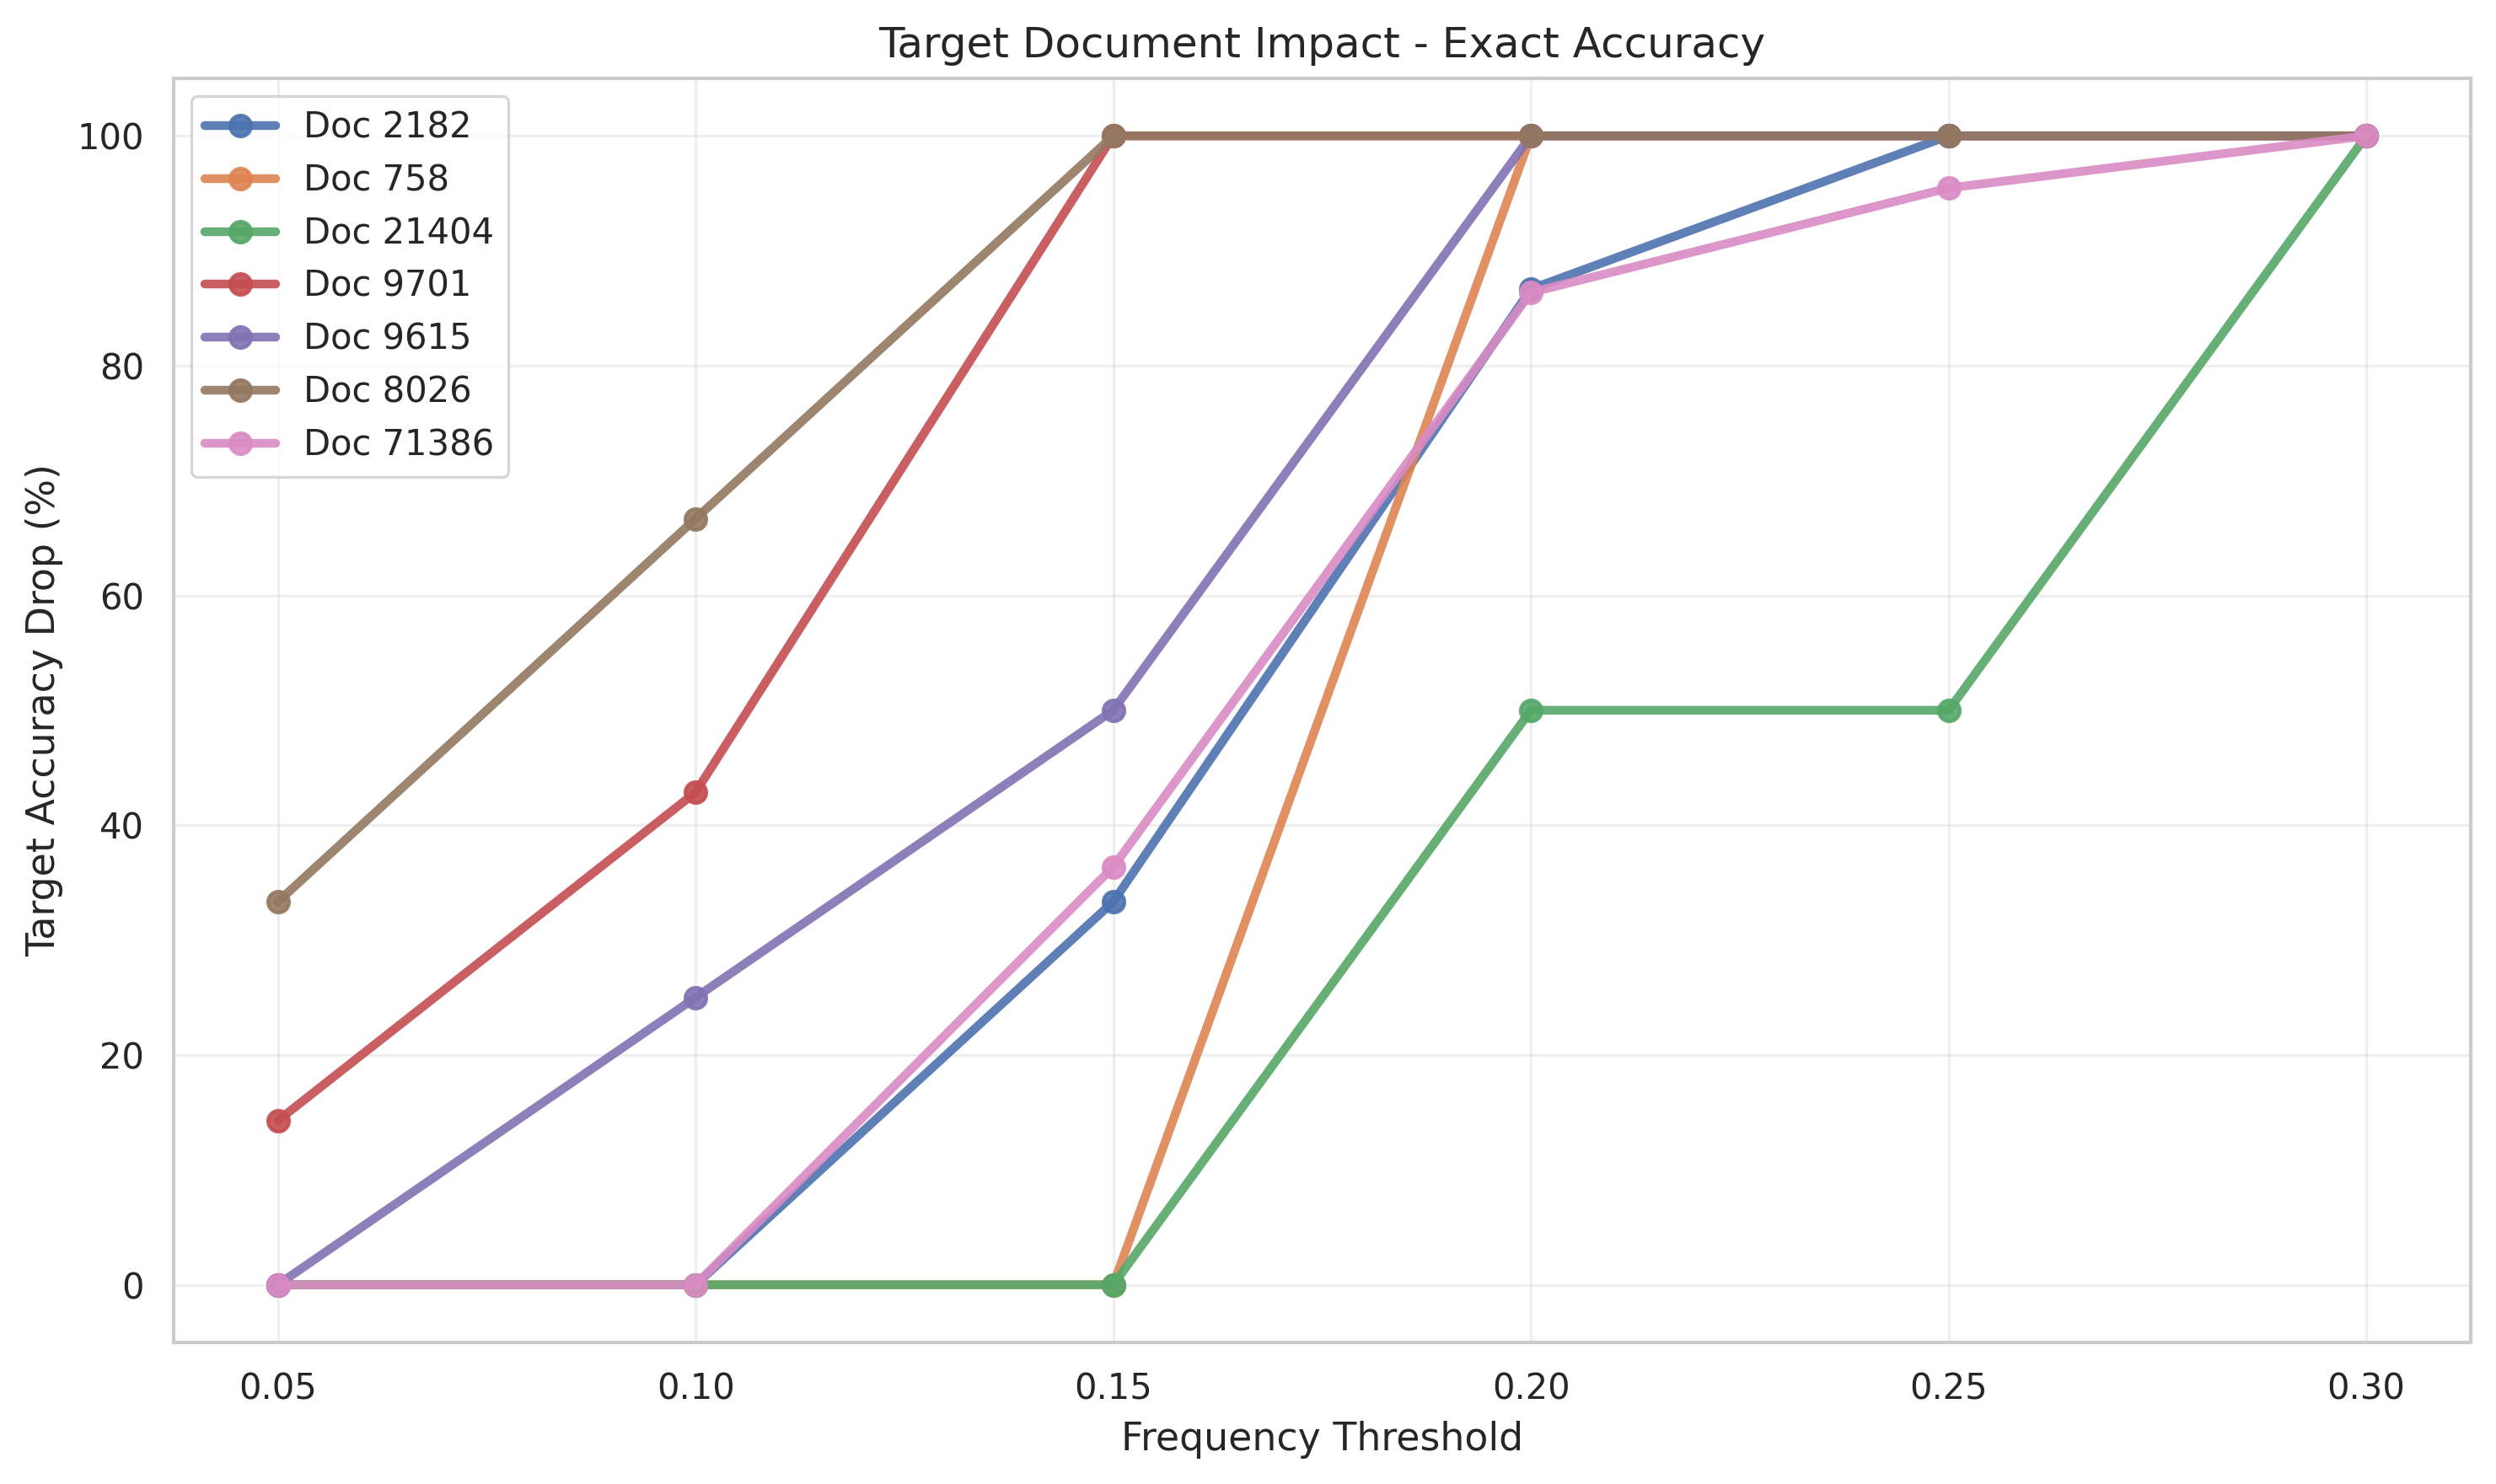 Target Document Impact - Exact Accuracy
Doc 2182
Doc 758
Doc 21404
Doc 9701
Doc 9615
Doc 8026
Doc 71386
Target Accuracy Drop (%)
100
80
60
40
20
0
0.05 0.10 0.15 0.20 0.25 0.30
Frequency Threshold